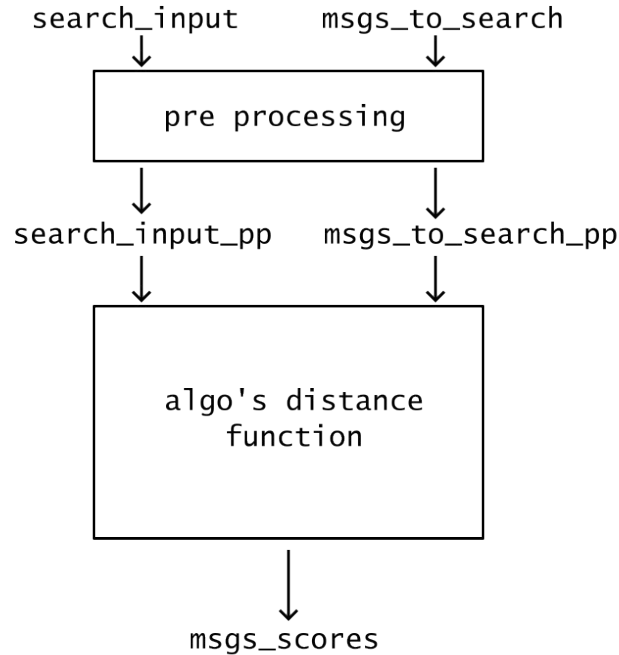 search_input msgs_to_search
pre processing
search_input_pp msgs_to_search_pp
algo's distance
function
msgs_scores